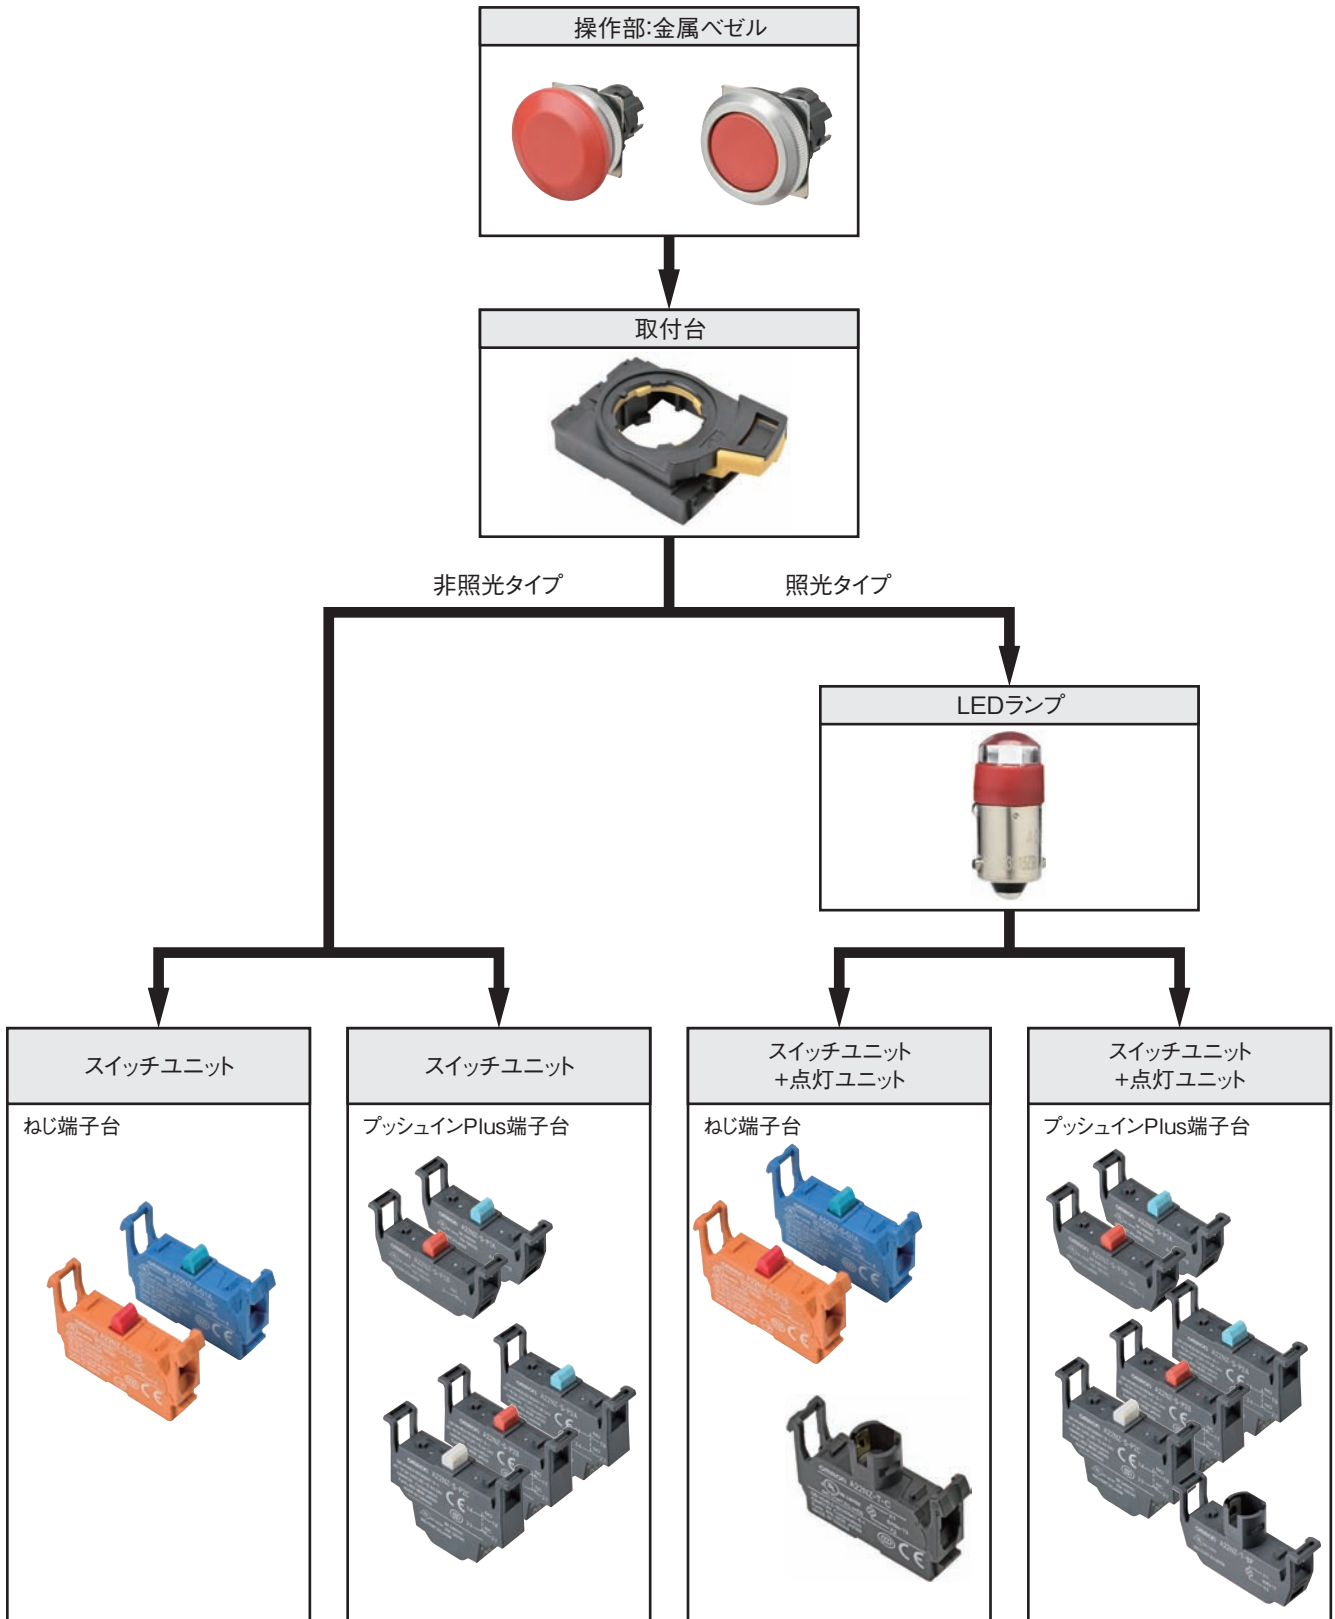 操作部:金属ベゼル
取付台
非照光タイプ
照光タイプ
LEDランプ
スイッチユニット
ねじ端子台
スイッチユニット
プッシュインPlus端子台
スイッチユニット
+点灯ユニット
ねじ端子台
OMRON A22NZ-T-C
スイッチユニット
+点灯ユニット
プッシュインPlus端子台